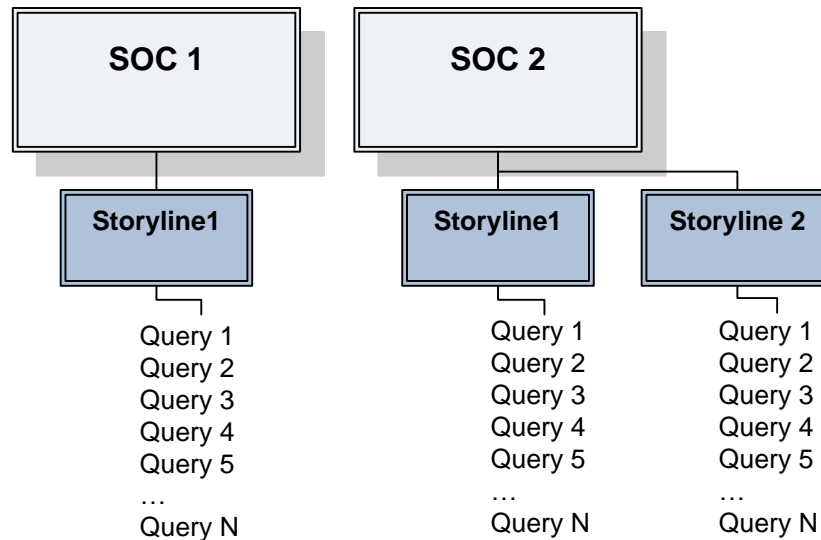 SOC 1
SOC 2
Storyline1
Storyline1
Storyline 2
Query 1
Query 2
Query 3
Query 4
Query 5
…
Query N
Query 1
Query 2
Query 3
Query 4
Query 5
…
Query N
Query 1
Query 2
Query 3
Query 4
Query 5
…
Query N